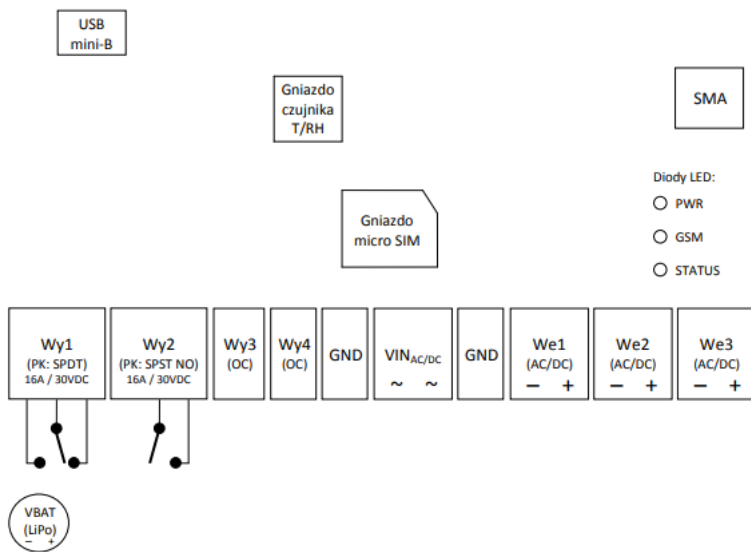 USB
mini-B
Gniazdo
czujnika
T/RH
SMA
Diody LED:
PWR
GSM
STATUS
Gniazdo
micro SIM
Wy1
(PK: SPDT)
16A / 30VDC
Wy2
(PK: SPST NO)
16A / 30VDC
Wy3
(OC)
Wy4
(OC)
GND
VIN AC/DC
~ ~
GND
We1
(AC/DC)
– +
We2
(AC/DC)
– +
We3
(AC/DC)
– +
VBAT
(LiPo)
– +